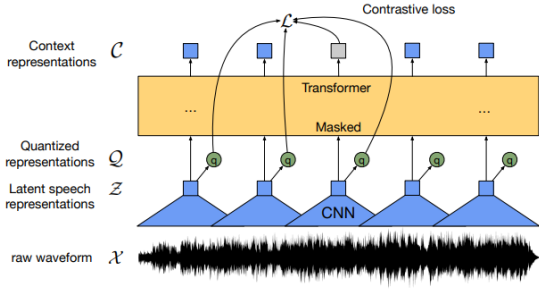 Contrastive loss
ℒ
Context
representations 𝒞
Transformer
... ...
Masked
Quantized
representations 𝒬
q q q q q
Latent speech
representations 𝒵
CNN
raw waveform 𝒳